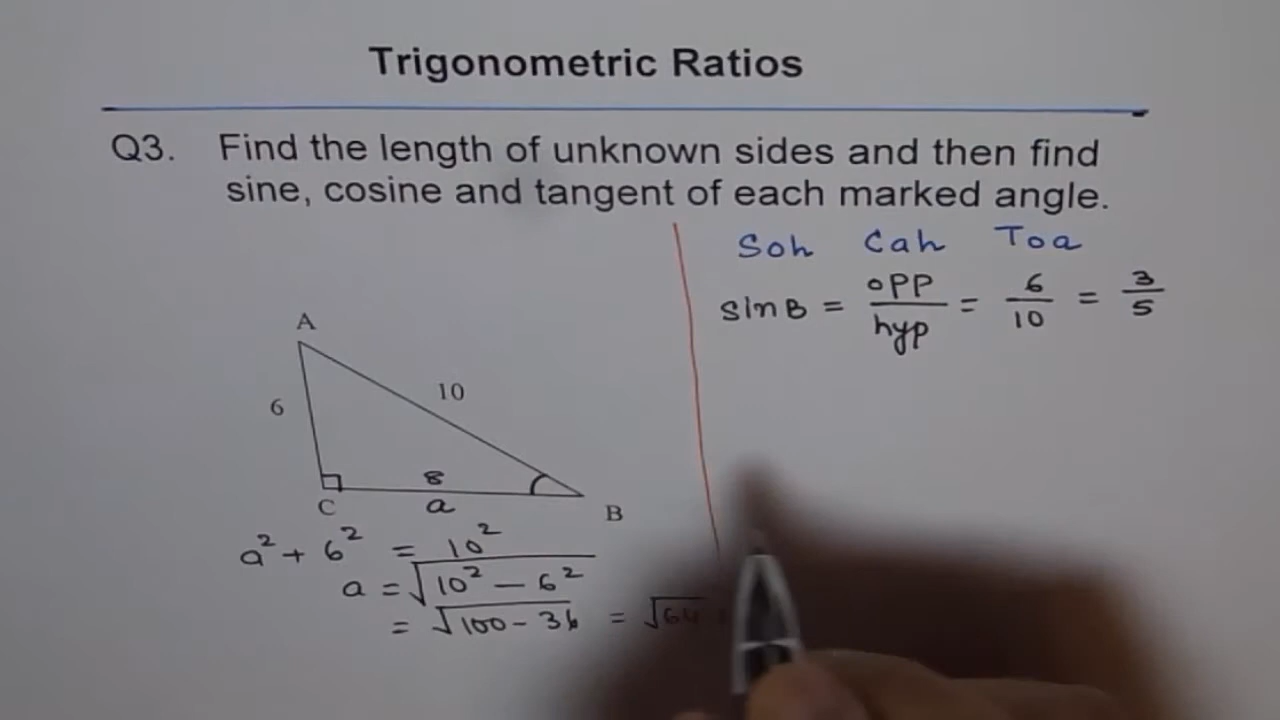 Trigonometric Ratios
Q3. Find the length of unknown sides and then find
sine, cosine and tangent of each marked angle.
Soh Cah Toa
sinB = opp/hyp = 6/10 = 3/5
A
6
10
8
C
a
B
a² + 6² = 10²
a = √10² − 6²
= √100 − 36 = √64